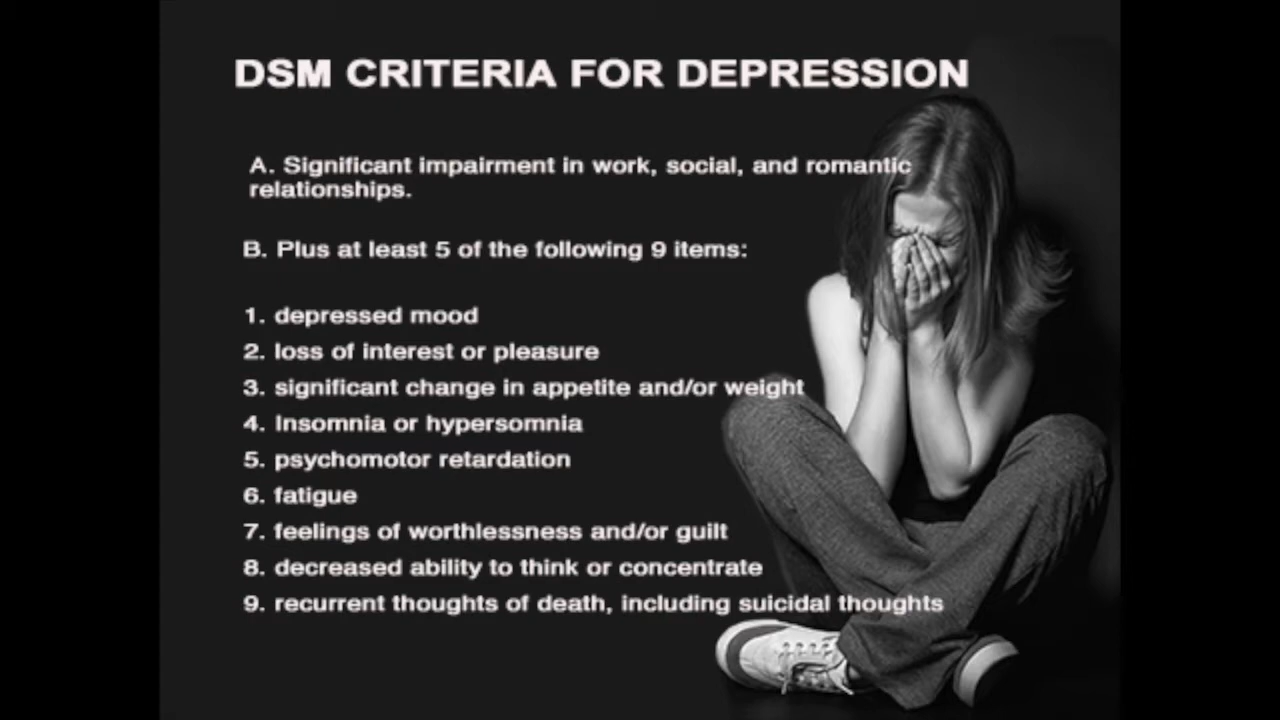 DSM CRITERIA FOR DEPRESSION
A. Significant impairment in work, social, and romantic
relationships.
B. Plus at least 5 of the following 9 items:
1. depressed mood
2. loss of interest or pleasure
3. significant change in appetite and/or weight
4. Insomnia or hypersomnia
5. psychomotor retardation
6. fatigue
7. feelings of worthlessness and/or guilt
8. decreased ability to think or concentrate
9. recurrent thoughts of death, including suicidal thoughts